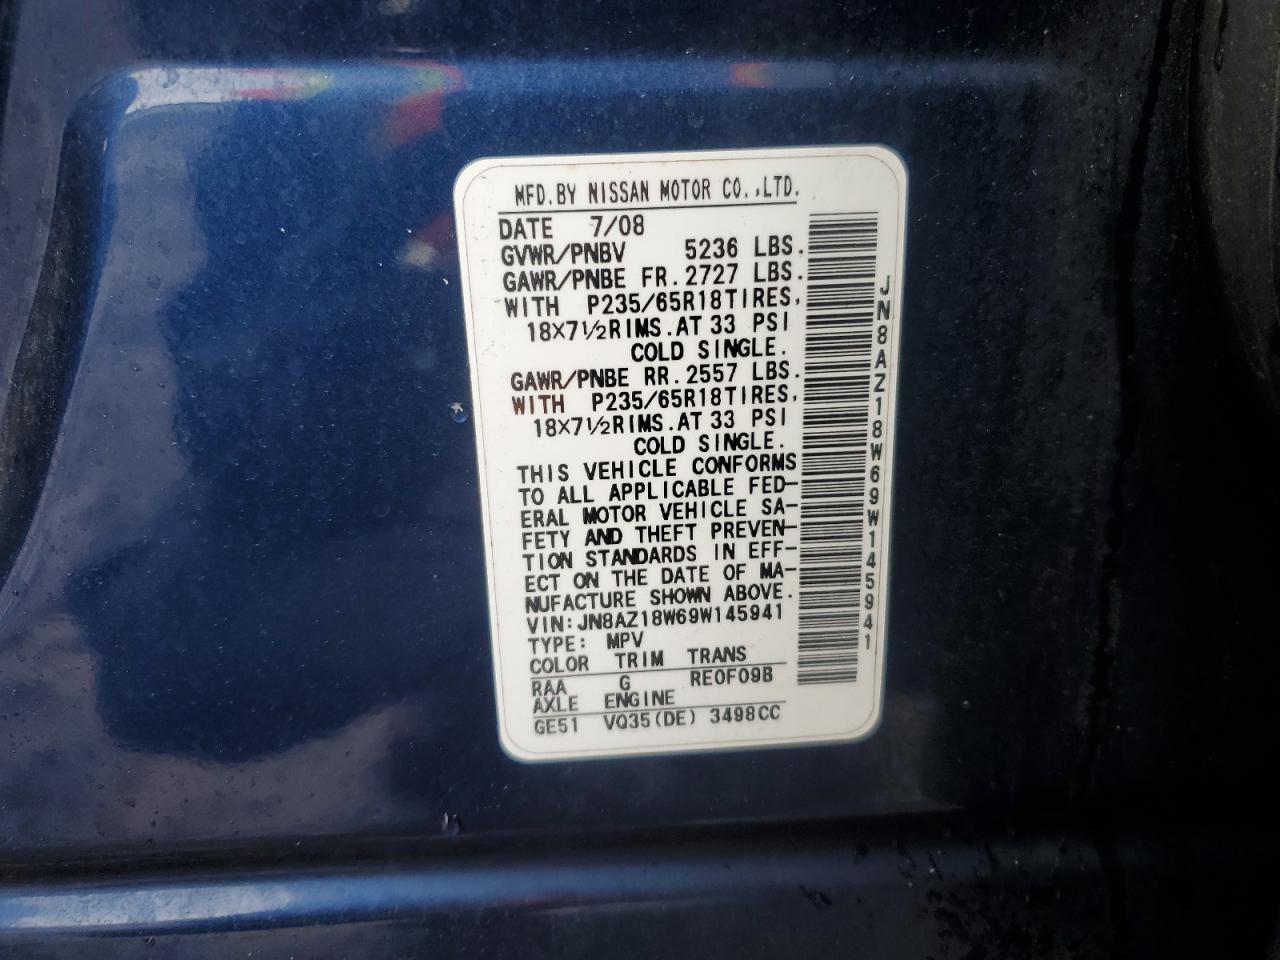 MFD.BY NISSAN MOTOR CO.,LTD.
DATE 7/08
GVWR/PNBV 5236 LBS.
GAWR/PNBE FR.2727 LBS.
WITH P235/65R18TIRES,
18X7½RIMS.AT 33 PSI
COLD SINGLE.
GAWR/PNBE RR.2557 LBS.
WITH P235/65R18TIRES,
18X7½RIMS.AT 33 PSI
COLD SINGLE.
THIS VEHICLE CONFORMS
TO ALL APPLICABLE FED-
ERAL MOTOR VEHICLE SA-
FETY AND THEFT PREVEN-
TION STANDARDS IN EFF-
ECT ON THE DATE OF MA-
NUFACTURE SHOWN ABOVE.
VIN:JN8AZ18W69W145941
TYPE: MPV
COLOR TRIM TRANS
RAA G RE0F09B
AXLE ENGINE
GE51 VQ35(DE) 3498CC
JN8AZ18W69W145941